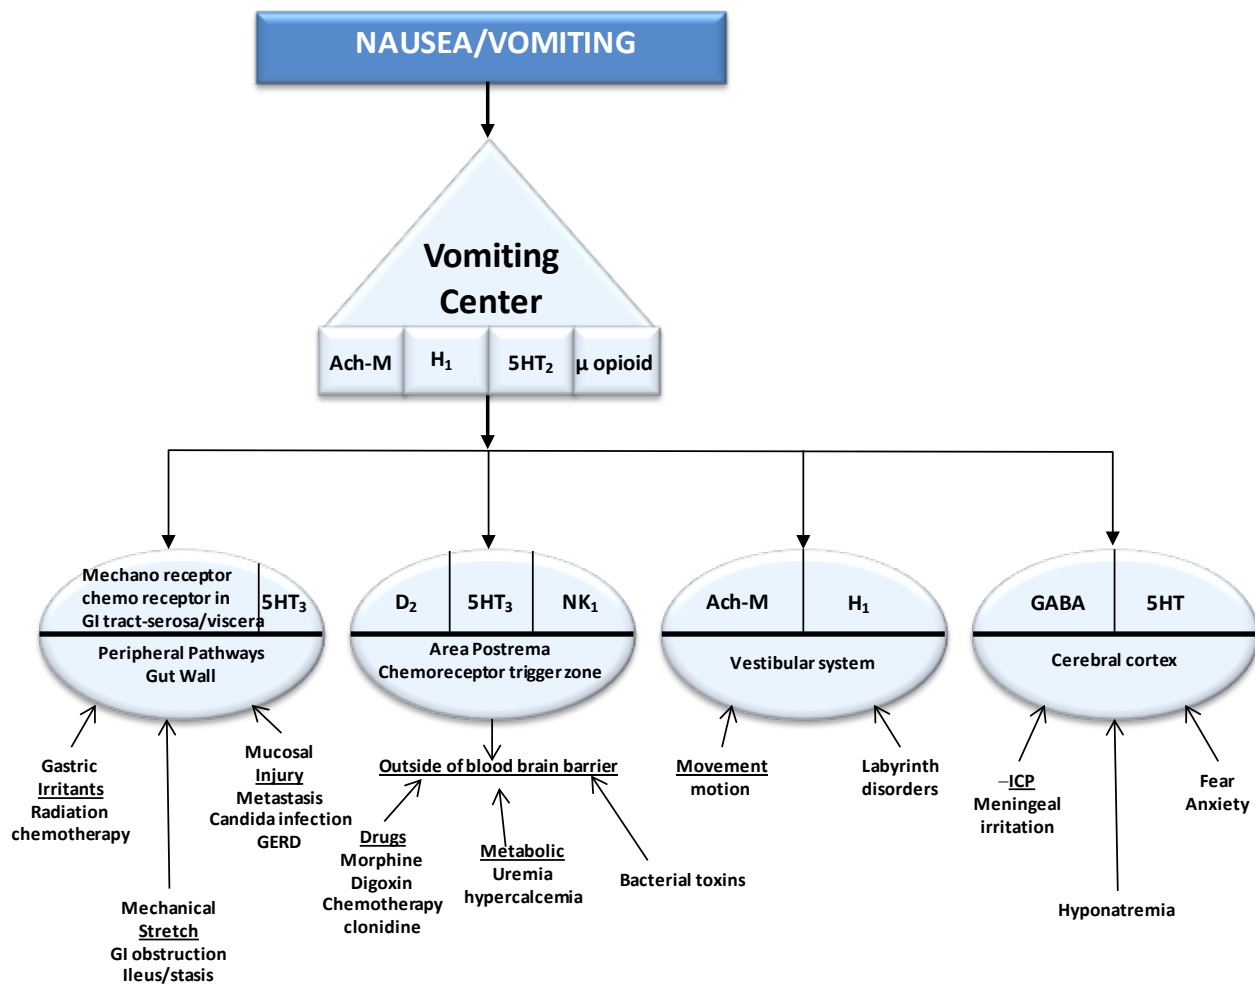 NAUSEA/VOMITING
Vomiting
Center
Ach-M
H₁
5HT₂
μ opioid
Mechano receptor
chemo receptor in
GI tract-serosa/viscera
5HT₃
Peripheral Pathways
Gut Wall
D₂
5HT₃
NK₁
Area Postrema
Chemoreceptor trigger zone
Ach-M
H₁
Vestibular system
GABA
5HT
Cerebral cortex
Gastric
Irritants
Radiation
chemotherapy
Mechanical
Stretch
GI obstruction
Ileus/stasis
Mucosal
Injury
Metastasis
Candida infection
GERD
Outside of blood brain barrier
Drugs
Morphine
Digoxin
Chemotherapy
clonidine
Metabolic
Uremia
hypercalcemia
Bacterial toxins
Movement
motion
Labyrinth
disorders
–ICP
Meningeal
irritation
Hyponatremia
Fear
Anxiety